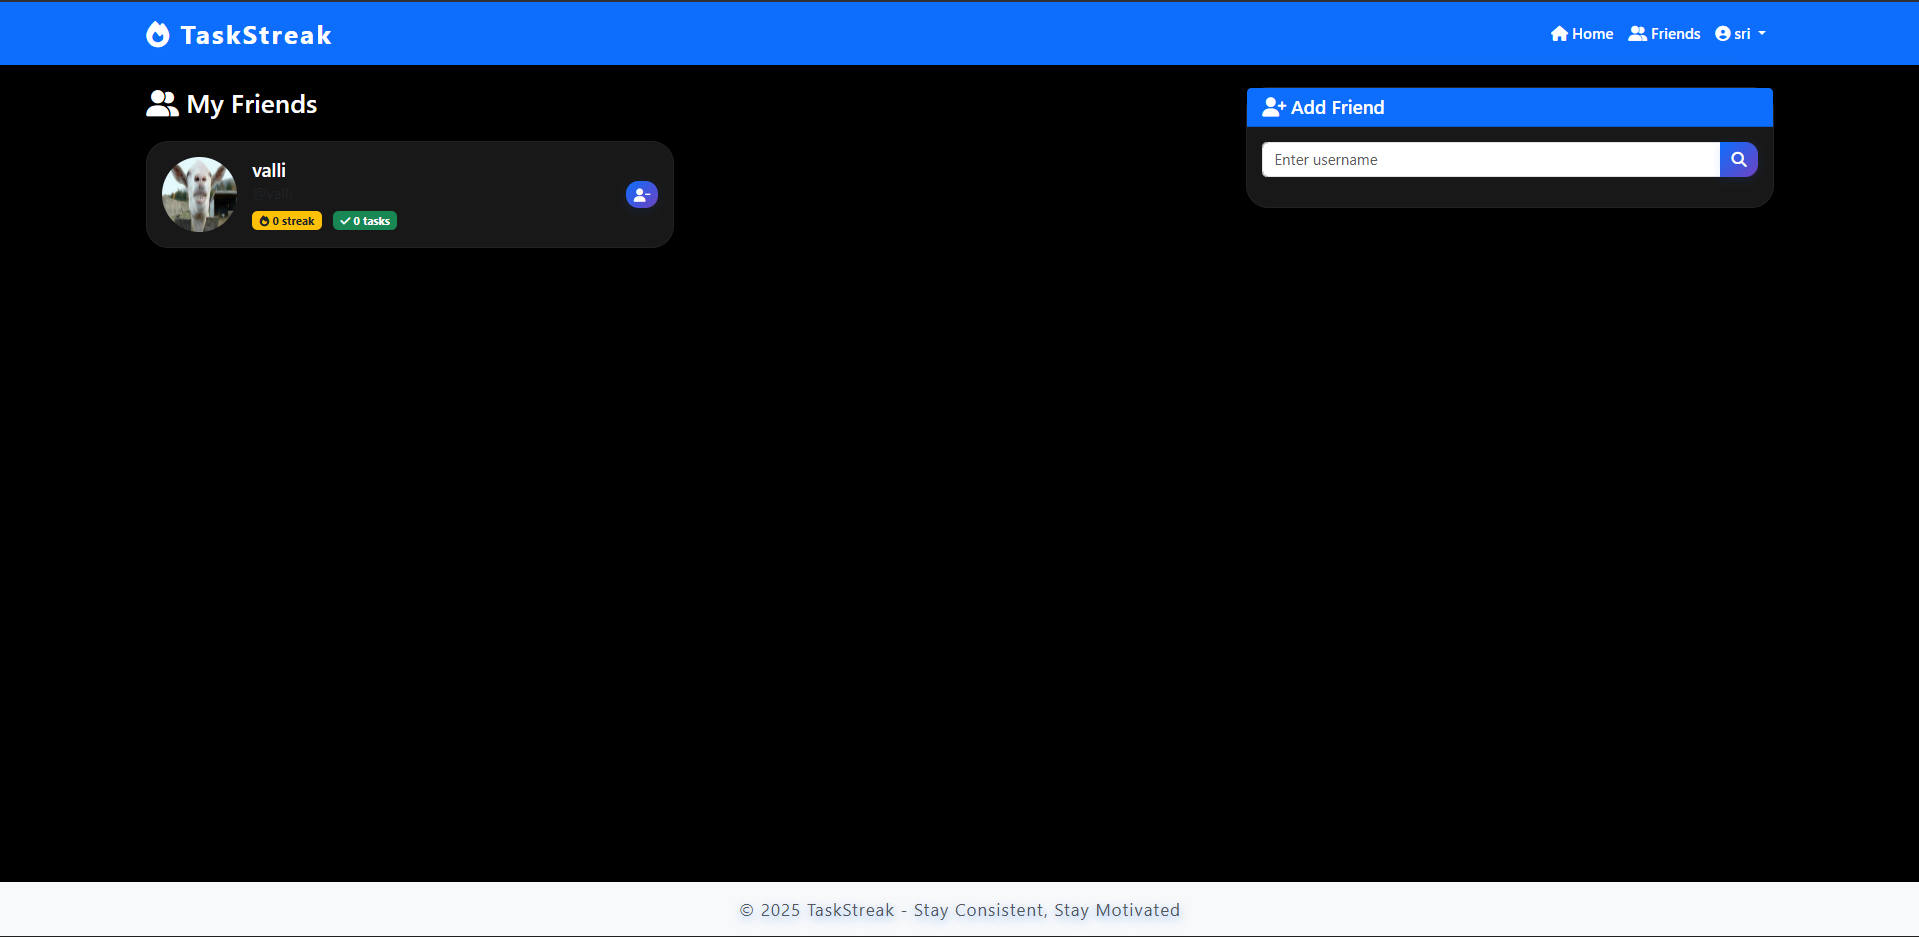 TaskStreak
Home
Friends
sri
My Friends
Add Friend
valli
@valli
0 streak
0 tasks
Enter username
© 2025 TaskStreak - Stay Consistent, Stay Motivated